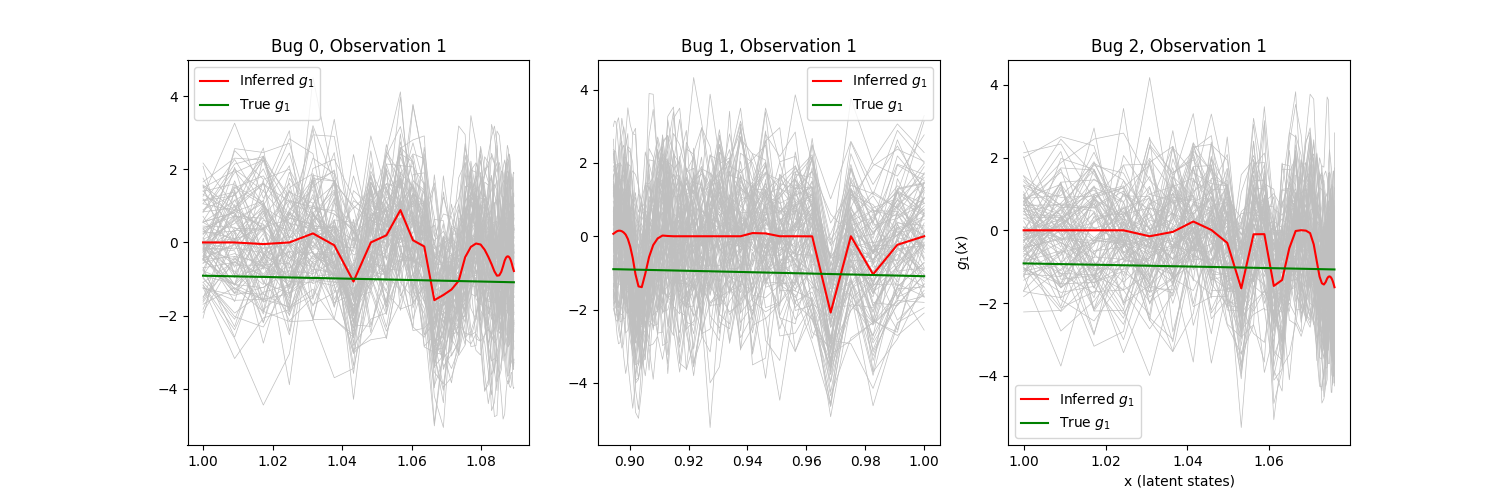 Bug 0, Observation 1
Inferred g₁
True g₁
4
2
0
−2
−4
1.00 1.02 1.04 1.06 1.08
Bug 1, Observation 1
Inferred g₁
True g₁
4
2
0
−2
−4
0.90 0.92 0.94 0.96 0.98 1.00
Bug 2, Observation 1
g₁(x)
4
2
0
−2
−4
Inferred g₁
True g₁
1.00 1.02 1.04 1.06
x (latent states)